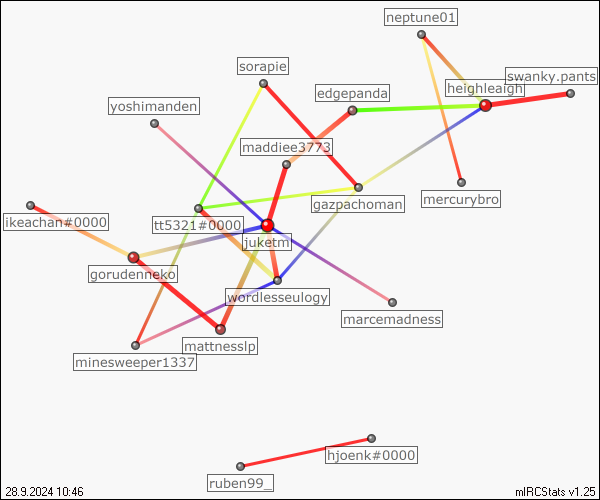 neptune01
sorapie
swanky.pants
heighleaigh
edgepanda
yoshimanden
maddiee3773
mercurybro
gazpachoman
ikeachan#0000
tt5321#0000
juketm
gorudenneko
wordlesseulogy
marcemadness
mattnesslp
minesweeper1337
hjoenk#0000
ruben99_
28.9.2024 10:46
mIRCStats v1.25